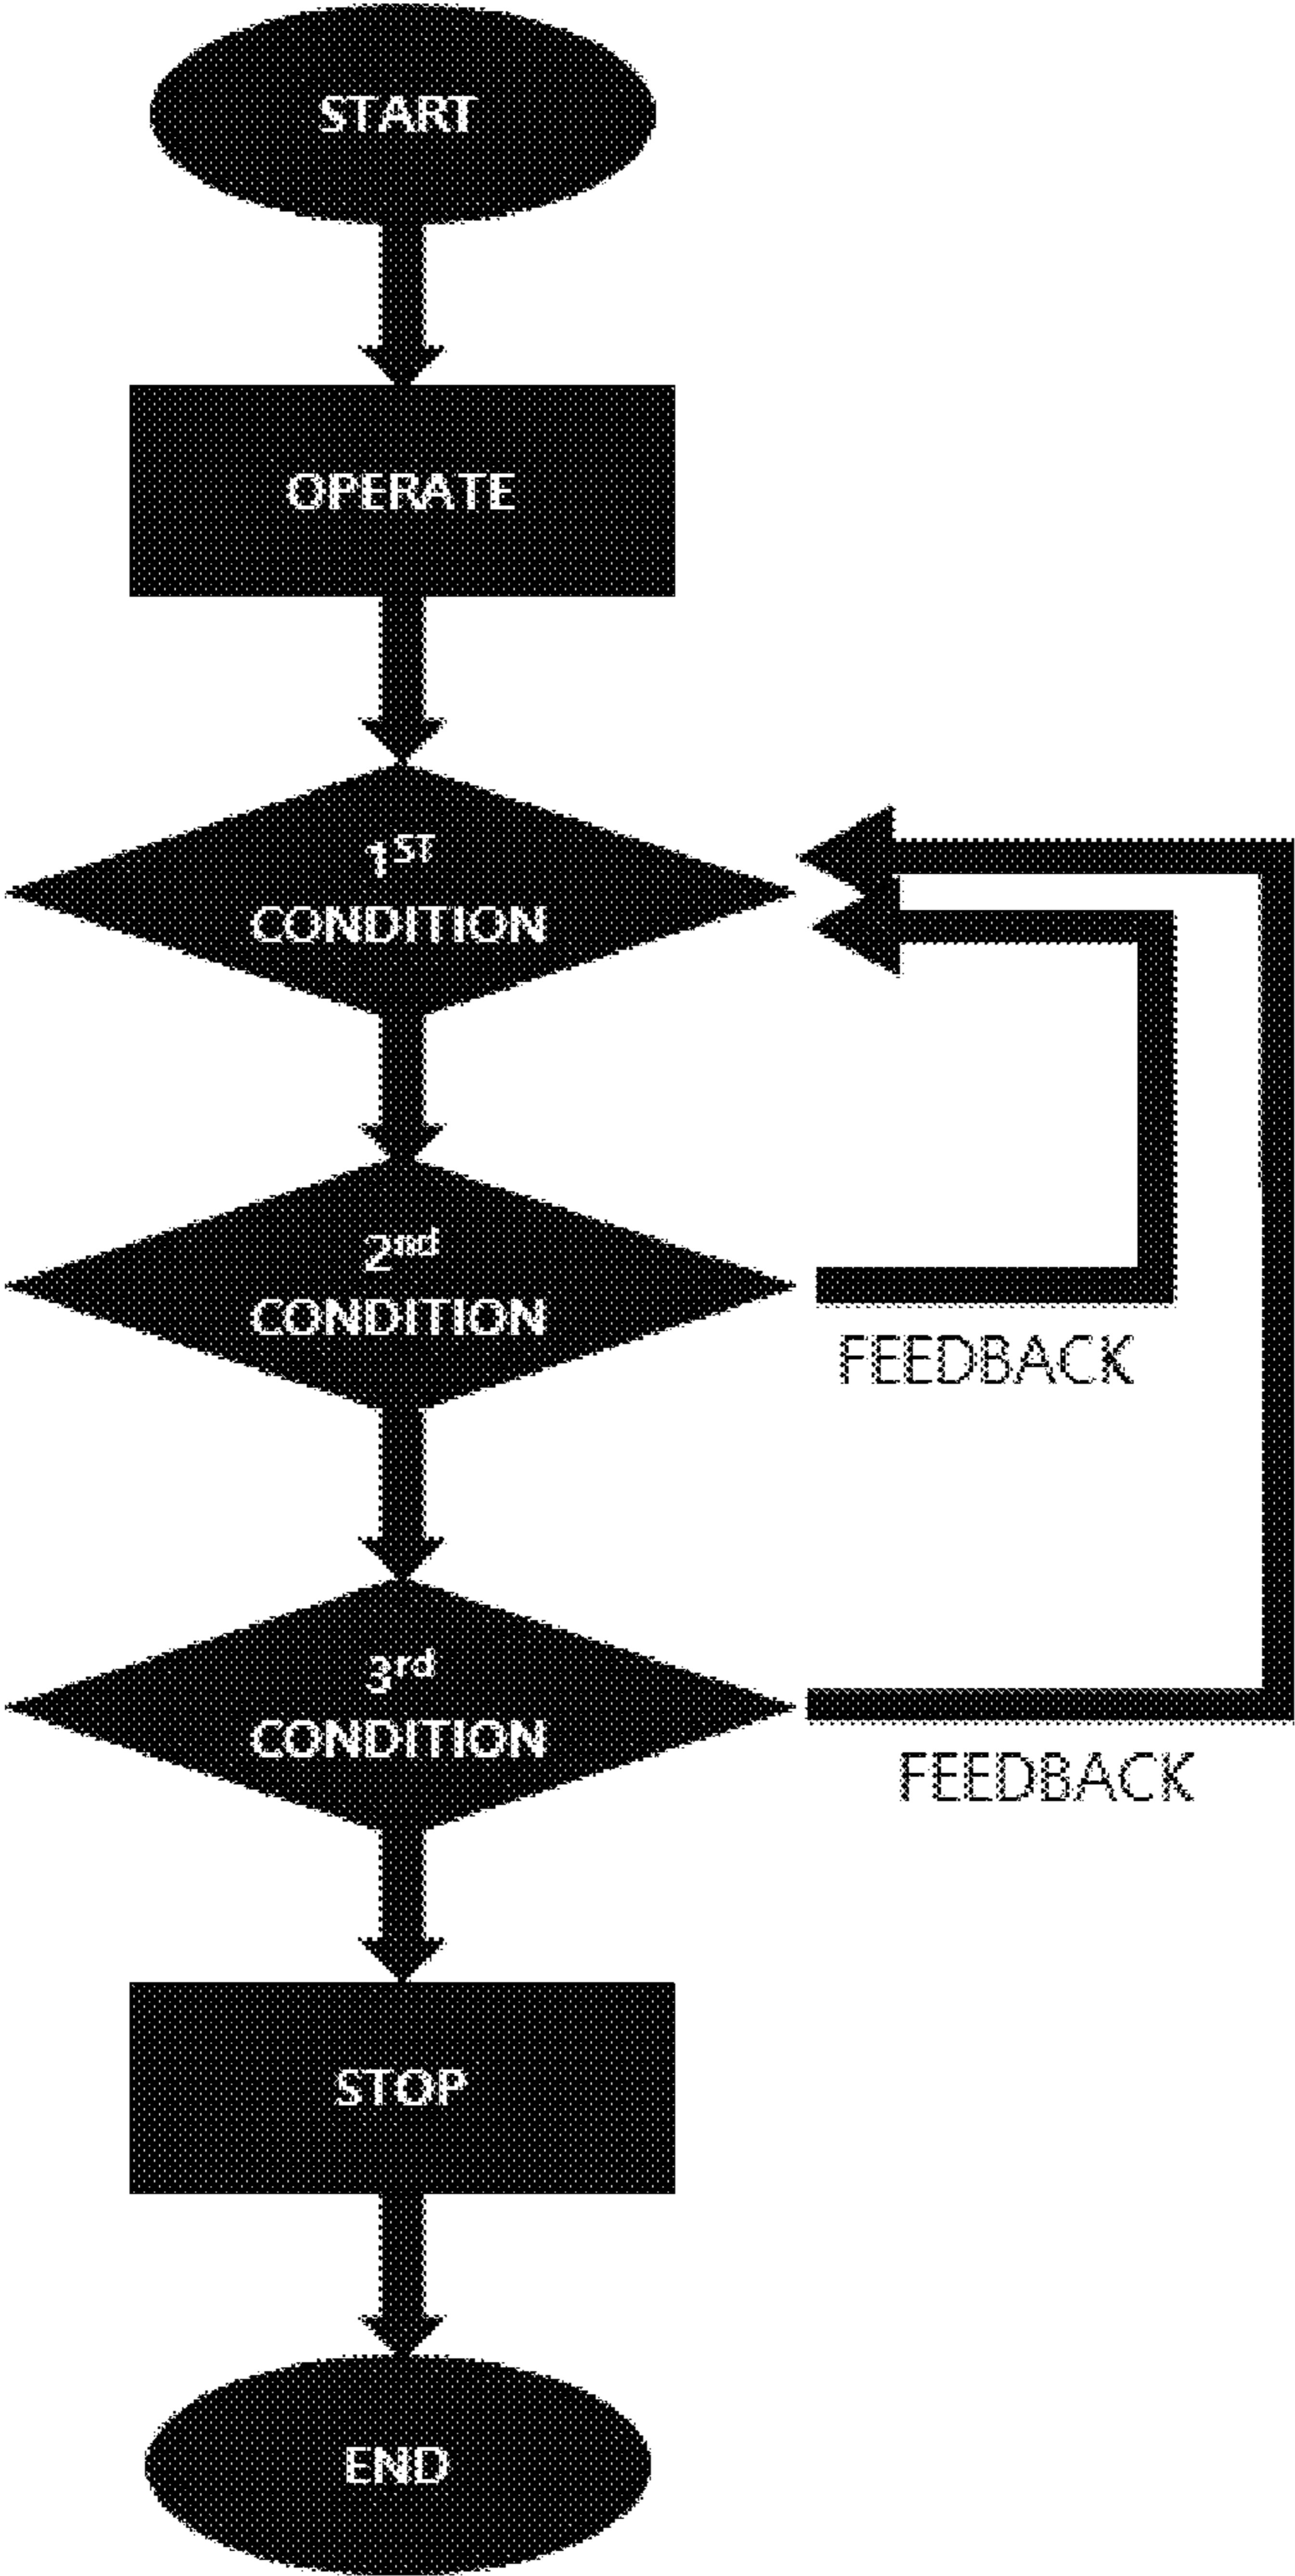 START
OPERATE
1ST
CONDITION
2nd
CONDITION
FEEDBACK
3rd
CONDITION
FEEDBACK
STOP
END